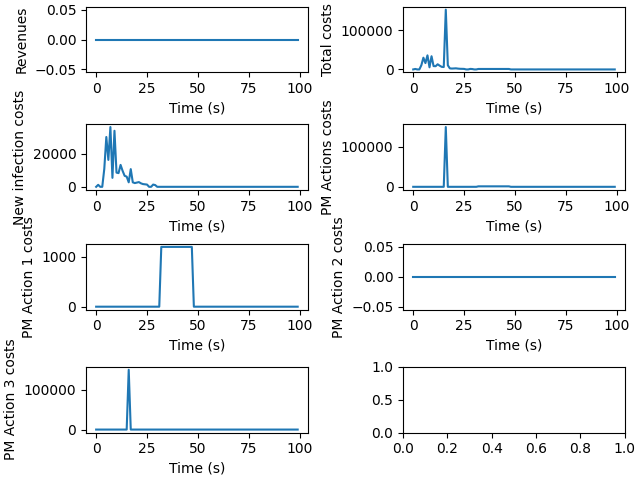 Revenues
0.05
0.00
−0.05
0 25 50 75 100
Time (s)
Total costs
100000
0
0 25 50 75 100
Time (s)
New infection costs
20000
0
0 25 50 75 100
Time (s)
PM Actions costs
100000
0
0 25 50 75 100
Time (s)
PM Action 1 costs
1000
0
0 25 50 75 100
Time (s)
PM Action 2 costs
0.05
0.00
−0.05
0 25 50 75 100
Time (s)
PM Action 3 costs
100000
0
0 25 50 75 100
Time (s)
1.0
0.5
0.0
0.0 0.2 0.4 0.6 0.8 1.0